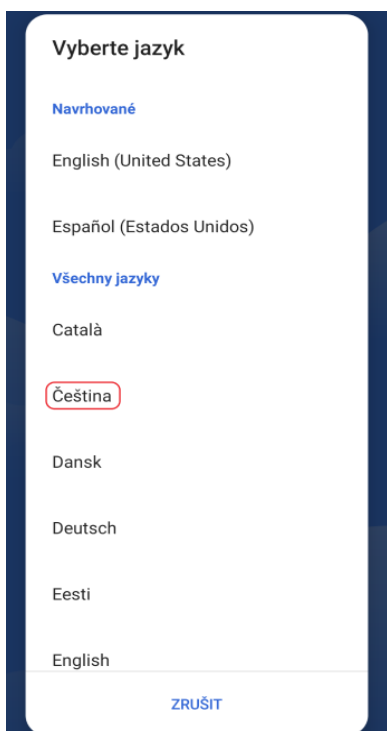 Vyberte jazyk
Navrhované
English (United States)
Español (Estados Unidos)
Všechny jazyky
Català
Čeština
Dansk
Deutsch
Eesti
English
ZRUŠIT